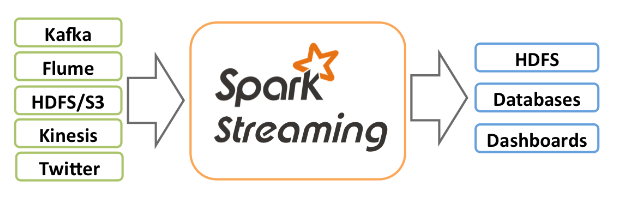 Kafka
Flume
HDFS/S3
Kinesis
Twitter
Spark
Streaming
HDFS
Databases
Dashboards